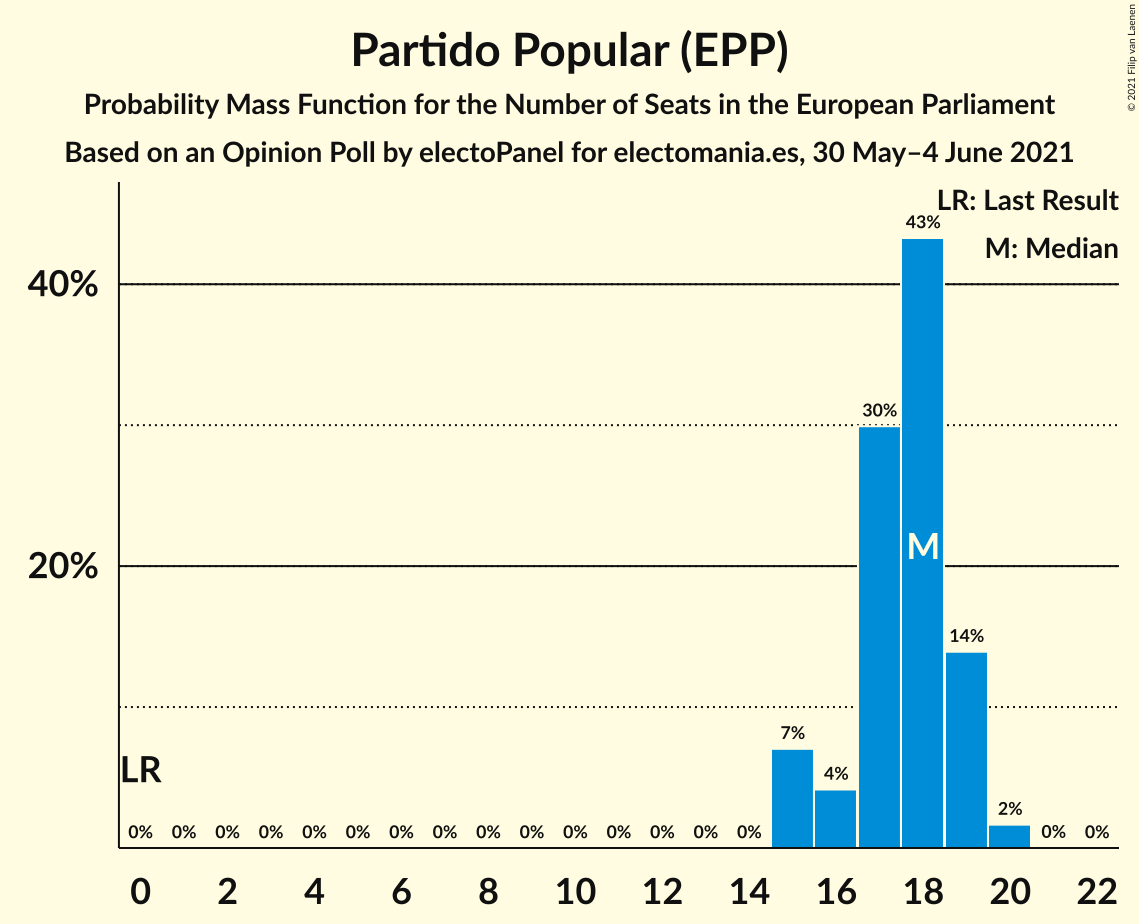 Partido Popular (EPP)
Probability Mass Function for the Number of Seats in the European Parliament
Based on an Opinion Poll by electoPanel for electomania.es, 30 May–4 June 2021
© 2021 Filip van Laenen
LR: Last Result
M: Median
43%
40%
30%
20%
M
14%
7%
4%
2%
LR
0% 0% 0% 0% 0% 0% 0% 0% 0% 0% 0% 0% 0% 0% 0% 0% 0%
0 2 4 6 8 10 12 14 16 18 20 22